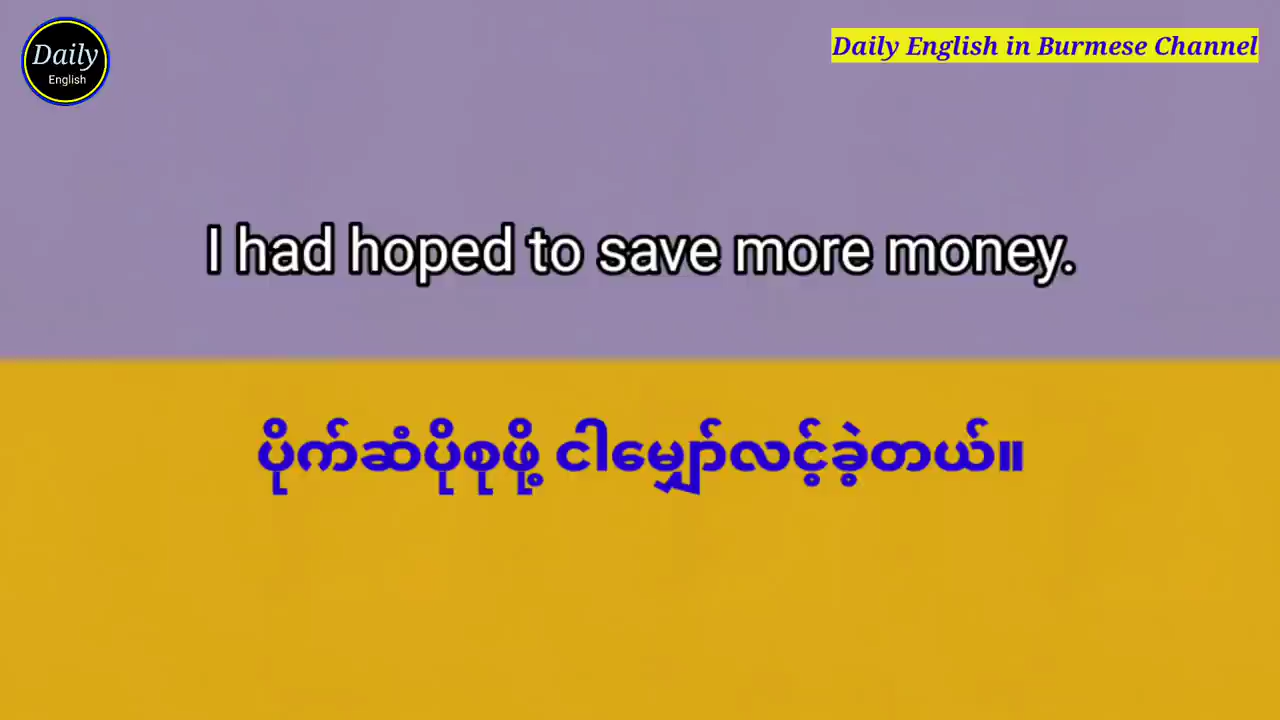 Daily
English
Daily English in Burmese Channel
I had hoped to save more money.
ပိုက်ဆံပိုစုဖို့ ငါမျှော်လင့်ခဲ့တယ်။